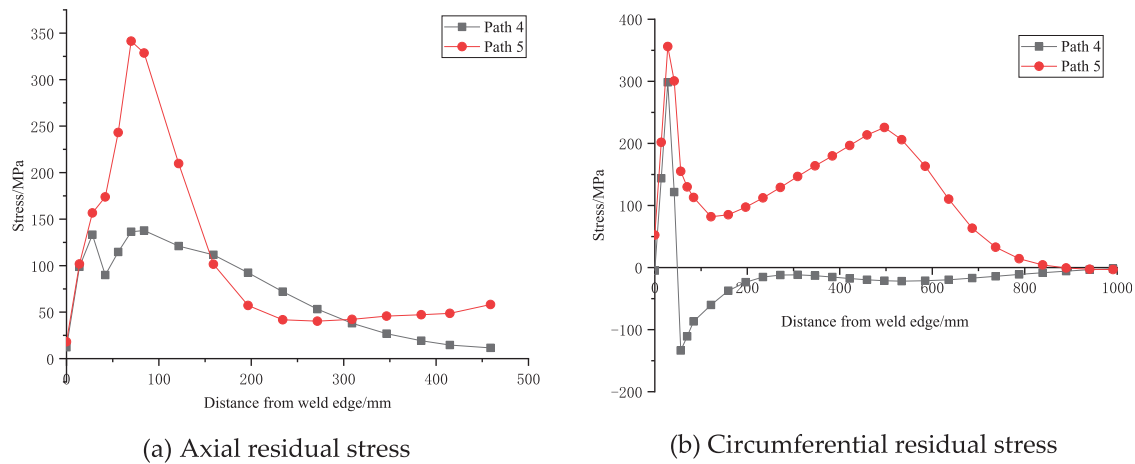 350
300
250
200
150
100
50
0
0
100
200
300
400
500
Stress/MPa
Distance from weld edge/mm
Path 4
Path 5
(a) Axial residual stress
400
300
200
100
0
-100
-200
0
200
400
600
800
1000
Stress/MPa
Distance from weld edge/mm
Path 4
Path 5
(b) Circumferential residual stress